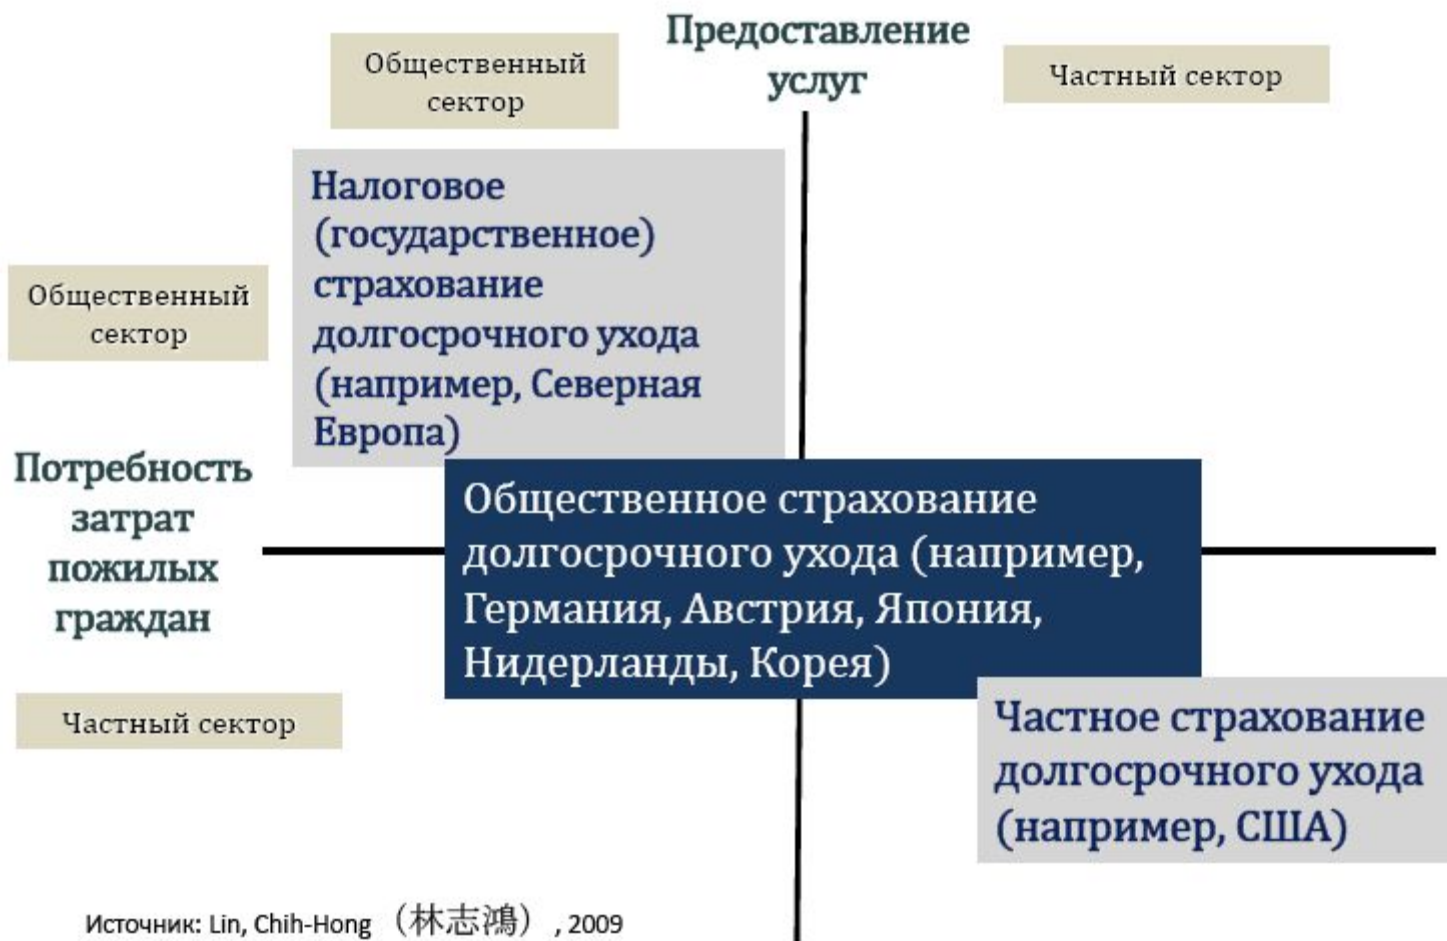 Предоставление
услуг
Общественный
сектор
Частный сектор
Налоговое
(государственное)
страхование
долгосрочного ухода
(например, Северная
Европа)
Общественный
сектор
Потребность
затрат
пожилых
граждан
Общественное страхование
долгосрочного ухода (например,
Германия, Австрия, Япония,
Нидерланды, Корея)
Частный сектор
Частное страхование
долгосрочного ухода
(например, США)
Источник: Lin, Chih-Hong （林志鴻）, 2009